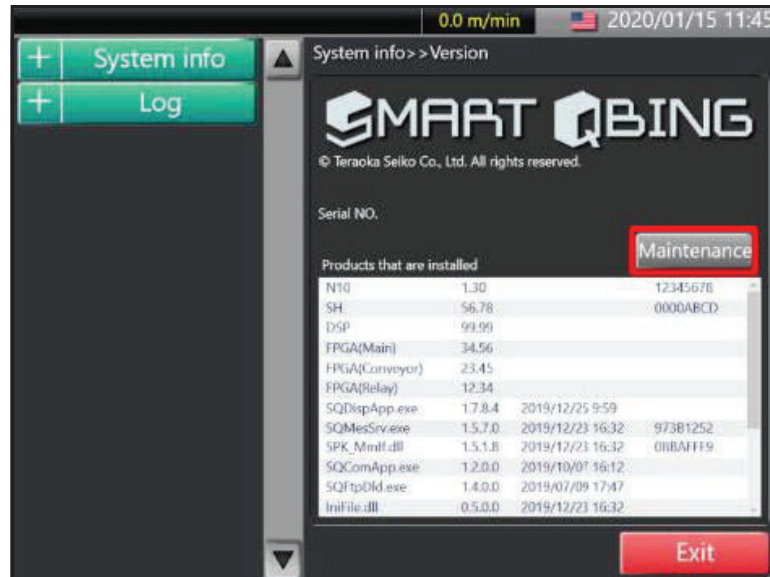 0.0 m/min 2020/01/15 11:45
+ System info
+ Log
System info>>Version
SMART QBING
© Teraoka Seiko Co., Ltd. All rights reserved.
Serial NO.
Maintenance
Products that are installed
N10 1.30 12345678
SH 56.78 0000ABCD
DSP 99.99
FPGA(Main) 34.56
FPGA(Conveyor) 23.45
FPGA(Relay) 12.34
SQDispApp.exe 1.7.8.4 2019/12/25 9:59
SQMesSrv.exe 1.5.7.0 2019/12/23 16:32 973B1252
SPK_Mmlf.dll 1.5.1.8 2019/12/23 16:32 0BBAFFF9
SQComApp.exe 1.2.0.0 2019/10/07 16:12
SQFtpDld.exe 1.4.0.0 2019/07/09 17:47
IniFile.dll 0.5.0.0 2019/12/23 16:32
Exit